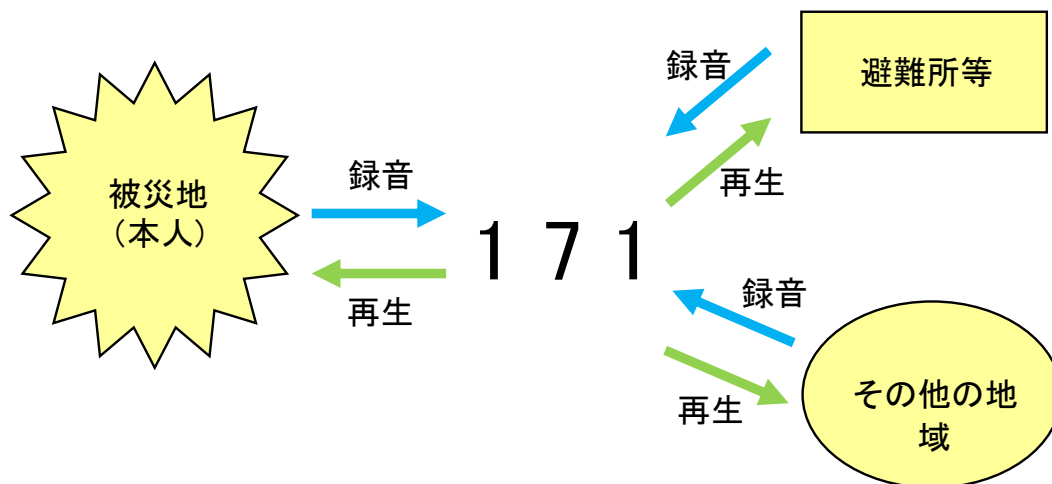 録音
避難所等
再生
被災地
（本人）
録音
１７１
再生
録音
再生
その他の地
域